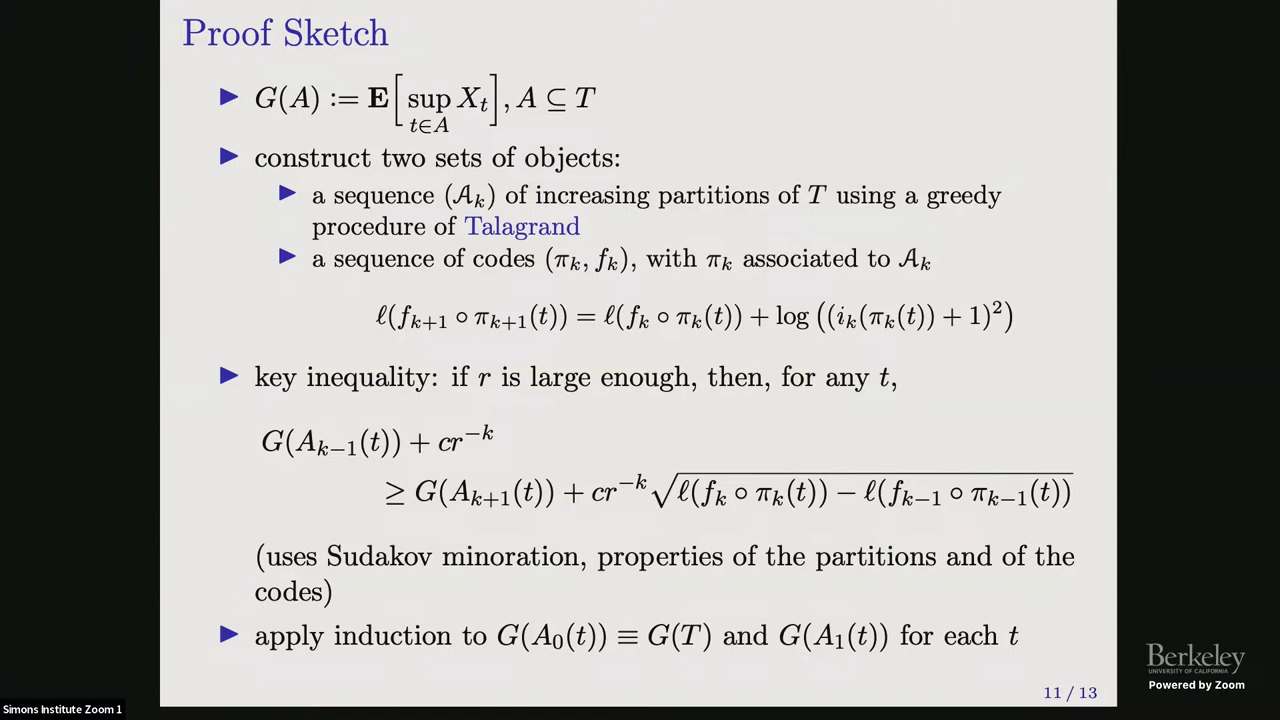 Proof Sketch
▶ G(A) := E[sup_{t∈A} X_t], A ⊆ T
▶ construct two sets of objects:
▶ a sequence (𝒜_k) of increasing partitions of T using a greedy
procedure of Talagrand
▶ a sequence of codes (π_k, f_k), with π_k associated to 𝒜_k
ℓ(f_{k+1} ∘ π_{k+1}(t)) = ℓ(f_k ∘ π_k(t)) + log((i_k(π_k(t)) + 1)^2)
▶ key inequality: if r is large enough, then, for any t,
G(A_{k−1}(t)) + cr^{−k}
≥ G(A_{k+1}(t)) + cr^{−k}√(ℓ(f_k ∘ π_k(t)) − ℓ(f_{k−1} ∘ π_{k−1}(t)))
(uses Sudakov minoration, properties of the partitions and of the
codes)
▶ apply induction to G(A_0(t)) ≡ G(T) and G(A_1(t)) for each t
11 / 13
Berkeley
UNIVERSITY OF CALIFORNIA
Powered by Zoom
Simons Institute Zoom 1